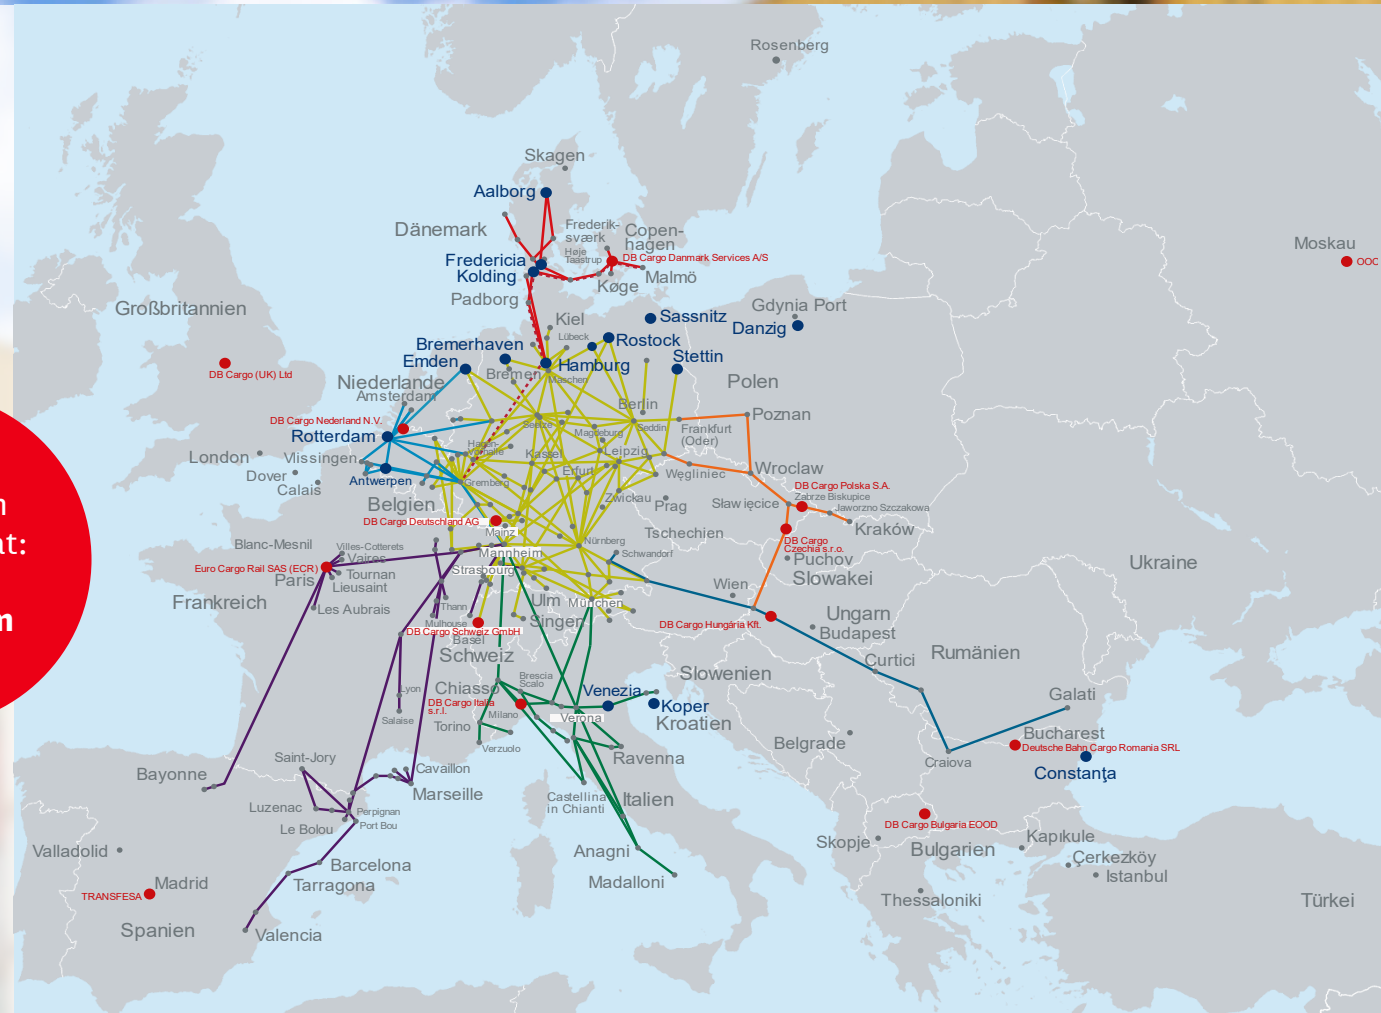 Rosenberg
Skagen
Aalborg
Dänemark
Frederik-
sværk
Copen-
hagen
Moskau
Høje
Taastrup
DB Cargo Danmark Services A/S
OOC
Fredericia
Kolding
Malmö
Køge
Padborg
Großbritannien
Gdynia Port
Sassnitz
Danzig
Kiel
Lübeck
Rostock
Bremerhaven
Emden
Stettin
Hamburg
DB Cargo (UK) Ltd
Bremen
Maschen
Niederlande
Amsterdam
Polen
Berlin
Poznan
DB Cargo Nederland N.V.
Rotterdam
Seelze
Magdeburg
Seddin
Frankfurt
(Oder)
London
Vlissingen
Hagen-
Vorhalle
Kassel
Leipzig
Wroclaw
Dover
Calais
Antwerpen
Gremberg
Erfurt
Węgliniec
DB Cargo Polska S.A.
Zabrze Biskupice
Belgien
Zwickau
Prag
Sławięcice
Jaworzno Szczakowa
n
DB Cargo Deutschland AG
Kraków
Mainz
Tschechien
at:
Blanc-Mesnil
Villes-Cotterets
Vaires
Mannheim
Nürnberg
Schwandorf
DB Cargo
Czechia s.r.o.
Puchov
Ukraine
Euro Cargo Rail SAS (ECR)
Strasbourg
Paris
Tournan
Lieusaint
Slowakei
Wien
Frankreich
Les Aubrais
Thann
Ulm
München
m
Mulhouse
Singen
DB Cargo Hungária Kft.
Ungarn
DB Cargo Schweiz GmbH
Basel
Budapest
Schweiz
Curtici
Rumänien
Brescia
Scalo
Slowenien
Lyon
Chiasso
Venezia
Galati
DB Cargo Italia
s.r.l.
Milano
Koper
Salaise
Torino
Verona
Kroatien
Bucharest
Verzuolo
Belgrade
Deutsche Bahn Cargo Romania SRL
Saint-Jory
Ravenna
Craiova
Bayonne
Cavaillon
Constanţa
Marseille
Castellina
in Chianti
Italien
Luzenac
Perpignan
Le Bolou
Port Bou
DB Cargo Bulgaria EOOD
Kapıkule
Skopje
Bulgarien
Valladolid
Anagni
Çerkezköy
Barcelona
Istanbul
Madrid
Tarragona
Madalloni
TRANSFESA
Thessaloniki
Türkei
Spanien
Valencia